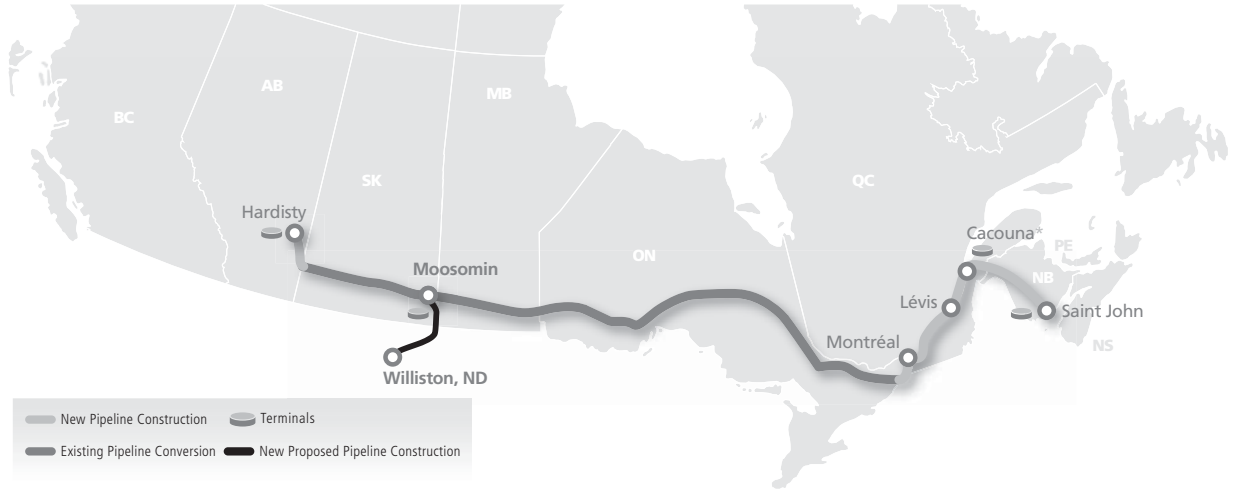 AB
MB
BC
SK
QC
Hardisty
Cacouna*
PE
ON
Moosomin
NB
Lévis
Saint John
Montréal
NS
Williston, ND
New Pipeline Construction
Terminals
Existing Pipeline Conversion
New Proposed Pipeline Construction